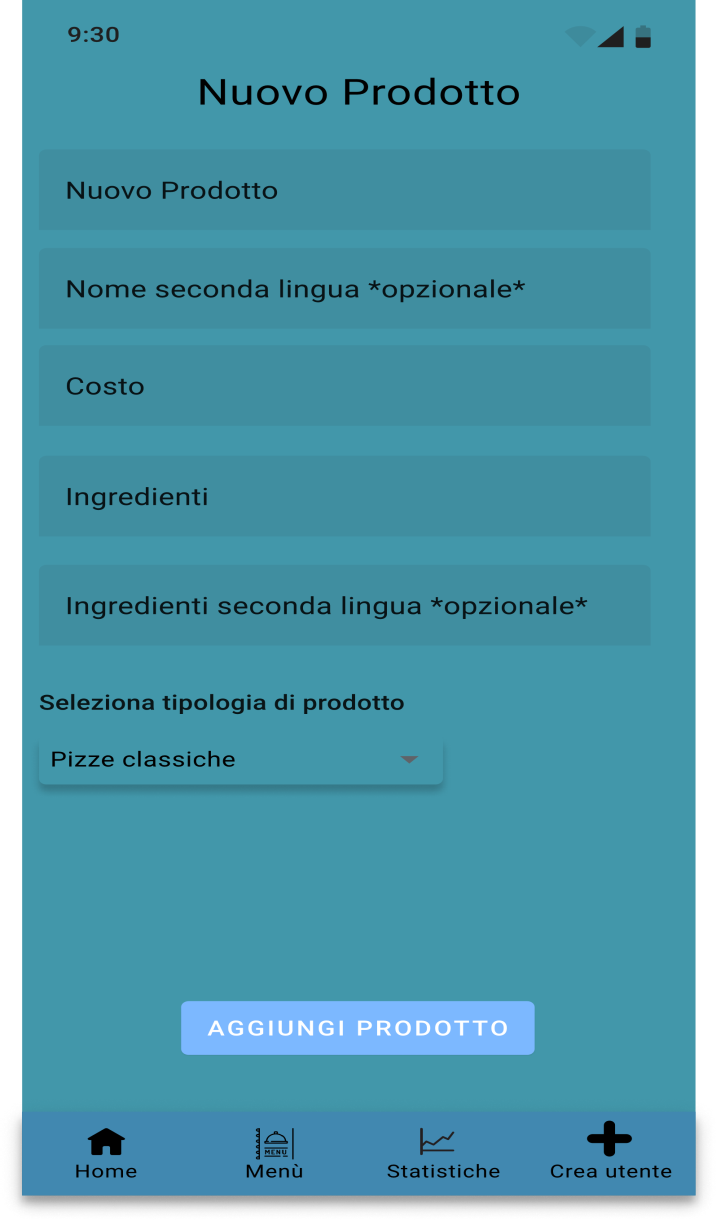 9:30
Nuovo Prodotto
Nuovo Prodotto
Nome seconda lingua *opzionale*
Costo
Ingredienti
Ingredienti seconda lingua *opzionale*
Seleziona tipologia di prodotto
Pizze classiche
AGGIUNGI PRODOTTO
MENU
Home Menù Statistiche Crea utente